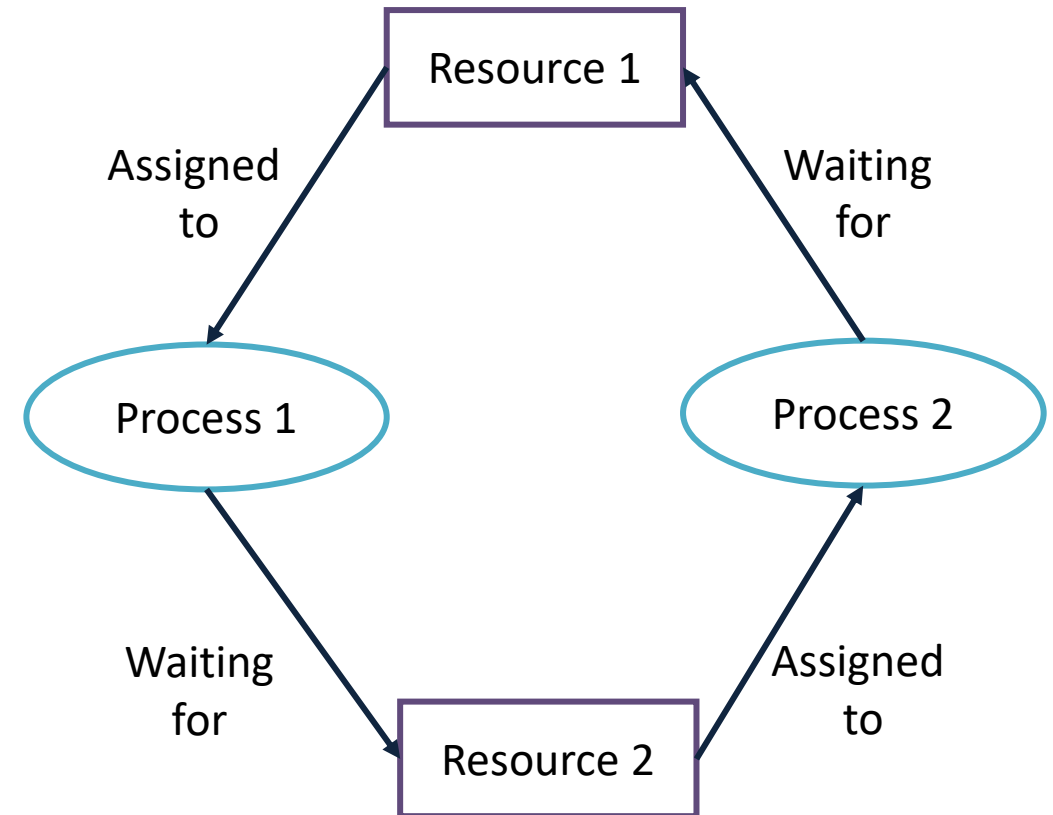 Resource 1
Assigned
to
Waiting
for
Process 1
Process 2
Waiting
for
Assigned
to
Resource 2